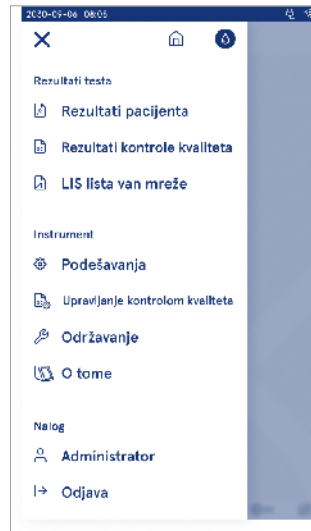 2030-09-06 08:05
Rezultati testa
Rezultati pacijenta
Rezultati kontrole kvaliteta
LIS lista van mreže
Instrument
Podešavanja
Upravljanje kontrolom kvaliteta
Održavanje
O tome
Nalog
Administrator
Odjava